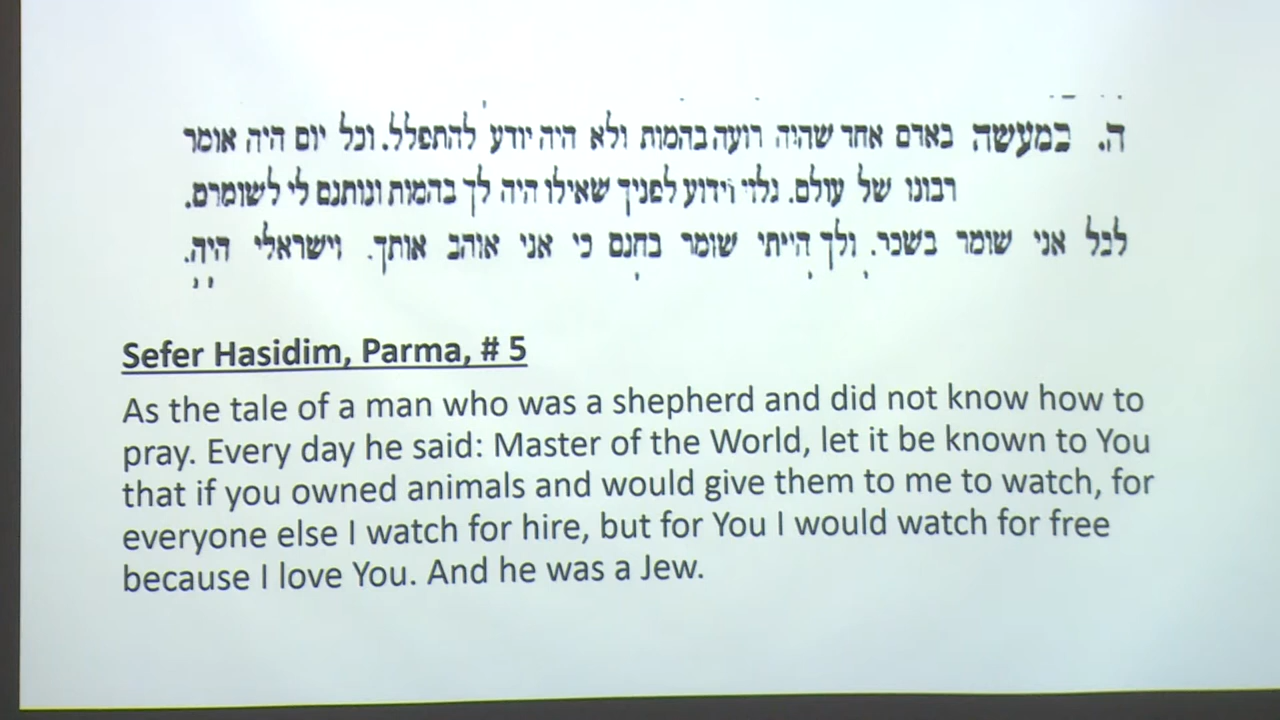 ה. במעשה באדם אחד שהיה רועה בהמות ולא היה יודע להתפלל. וכל יום היה אומר
רבונו של עולם. גלוי וידוע לפניך שאילו היה לך בהמות ונותנם לי לשומרם.
לכל אני שומר בשכר. ולך הייתי שומר בחנם כי אני אוהב אותך. וישראלי היה.
Sefer Hasidim, Parma, # 5
As the tale of a man who was a shepherd and did not know how to
pray. Every day he said: Master of the World, let it be known to You
that if you owned animals and would give them to me to watch, for
everyone else I watch for hire, but for You I would watch for free
because I love You. And he was a Jew.